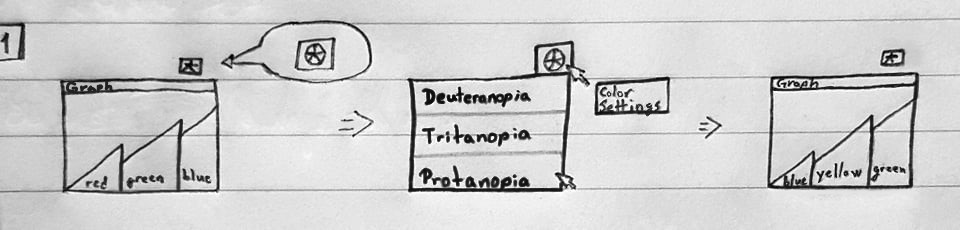 1
Graph
red green blue
Deuteranopia
Tritanopia
Protanopia
Color
Settings
Graph
blue yellow green